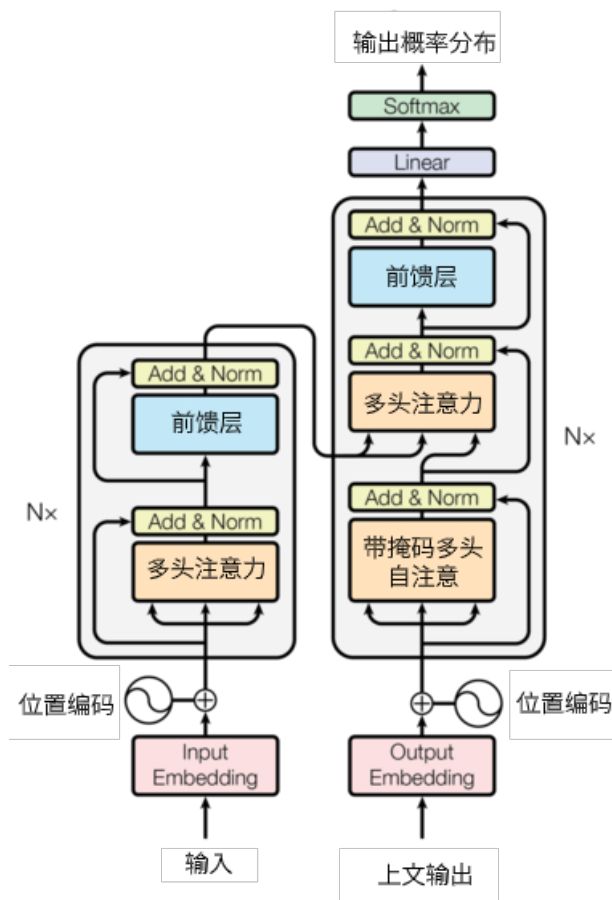 输出概率分布
Softmax
Linear
Add & Norm
前馈层
Add & Norm
多头注意力
Add & Norm
带掩码多头
自注意
Nx
Add & Norm
前馈层
Add & Norm
多头注意力
Nx
位置编码
位置编码
Input
Embedding
Output
Embedding
输入
上文输出